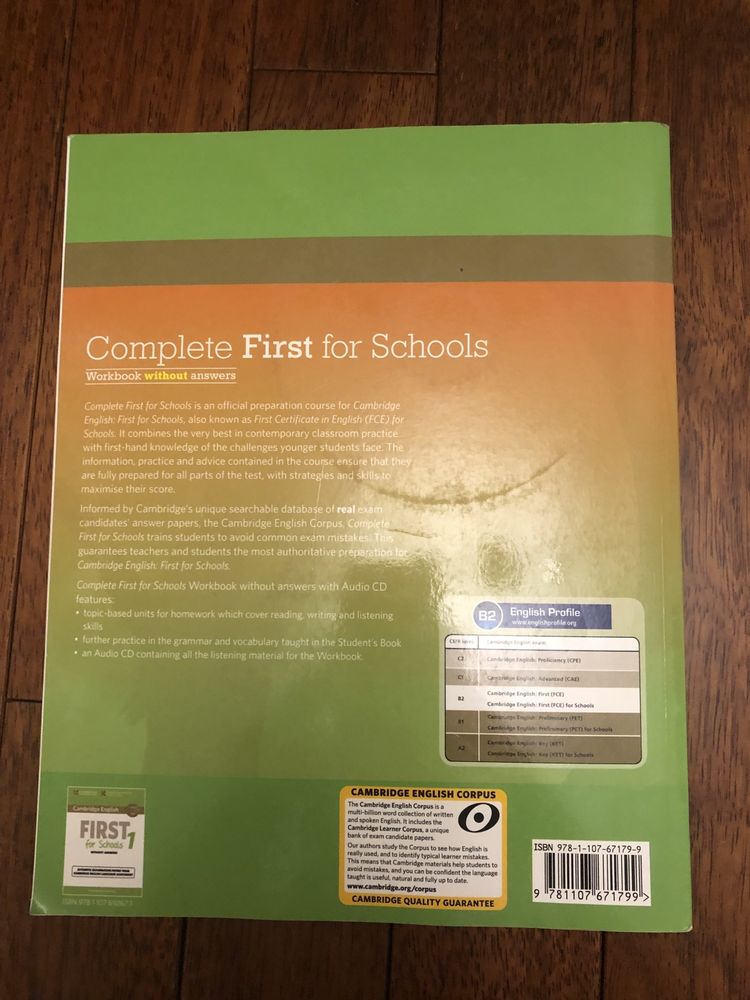 Complete First for Schools
Workbook without answers
Complete First for Schools is an official preparation course for Cambridge
English: First for Schools, also known as First Certificate in English (FCE) for
Schools. It combines the very best in contemporary classroom practice
with first-hand knowledge of the challenges younger students face. The
information, practice and advice contained in the course ensure that they
are fully prepared for all parts of the test, with strategies and skills to
maximise their score.
Informed by Cambridge's unique searchable database of real exam
candidates' answer papers, the Cambridge English Corpus, Complete
First for Schools trains students to avoid common exam mistakes. This
guarantees teachers and students the most authoritative preparation for
Cambridge English: First for Schools.
Complete First for Schools Workbook without answers with Audio CD
features:
• topic-based units for homework which cover reading, writing and listening
skills
• further practice in the grammar and vocabulary taught in the Student's Book
• an Audio CD containing all the listening material for the Workbook.
B2 English Profile
www.englishprofile.org
CEFR level Cambridge English exam
C2 Cambridge English: Proficiency (CPE)
C1 Cambridge English: Advanced (CAE)
B2 Cambridge English: First (FCE)
Cambridge English: First (FCE) for Schools
B1 Cambridge English: Preliminary (PET)
Cambridge English: Preliminary (PET) for Schools
A2 Cambridge English: Key (KET)
Cambridge English: Key (KET) for Schools
Cambridge English
FIRST 1
for Schools
WITHOUT ANSWERS
AUTHENTIC EXAMINATION PAPERS FROM
CAMBRIDGE ENGLISH LANGUAGE ASSESSMENT
CAMBRIDGE ENGLISH CORPUS
The Cambridge English Corpus is a
multi-billion word collection of written
and spoken English. It includes the
Cambridge Learner Corpus, a unique
bank of exam candidate papers.
Our authors study the Corpus to see how English is
really used, and to identify typical learner mistakes.
This means that Cambridge materials help students to
avoid mistakes, and you can be confident the language
taught is useful, natural and fully up to date.
www.cambridge.org/corpus
CAMBRIDGE QUALITY GUARANTEE
ISBN 978-1-107-67179-9
9 781107 671799 >